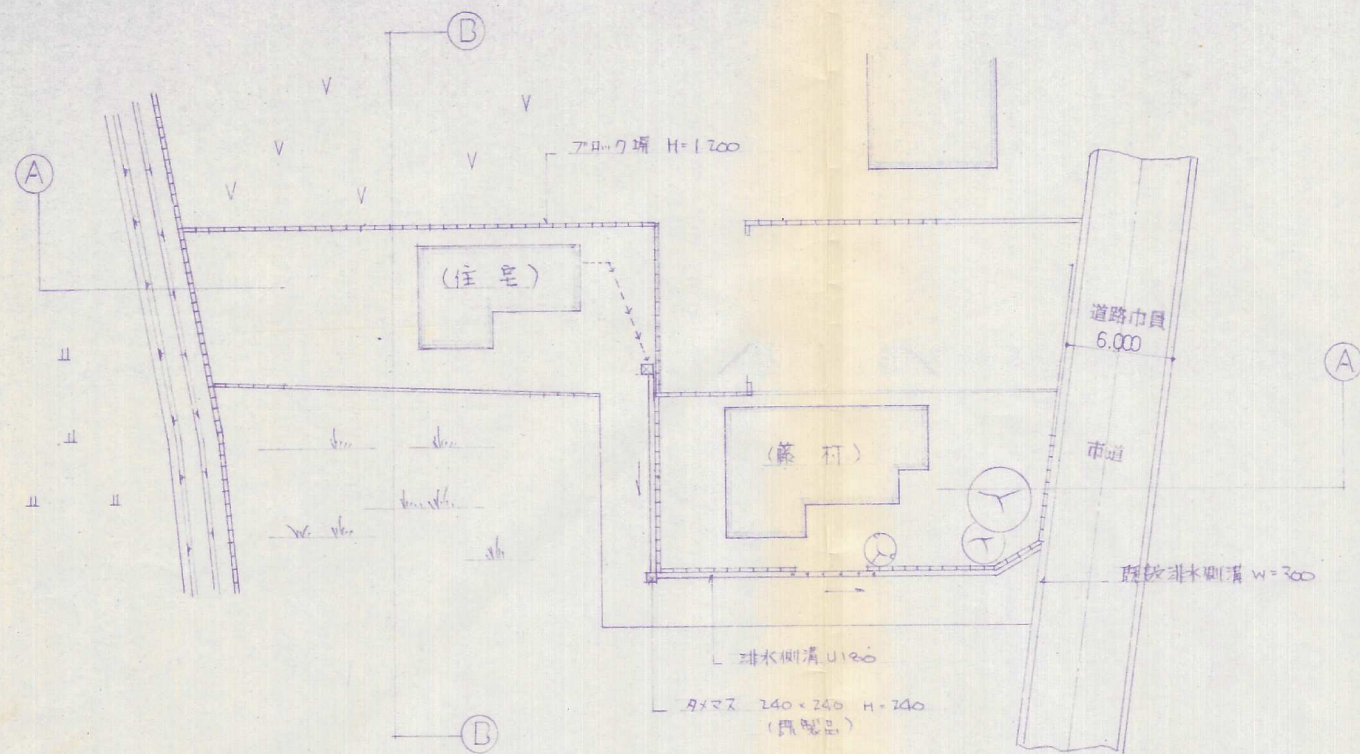 B
A
ブロック塀 H=1200
(住宅)
道路巾員
6.000
A
(藤村)
市道
既設排水側溝 W=300
排水側溝 U180
タメマス 240×240 H=240
(既製品)
B